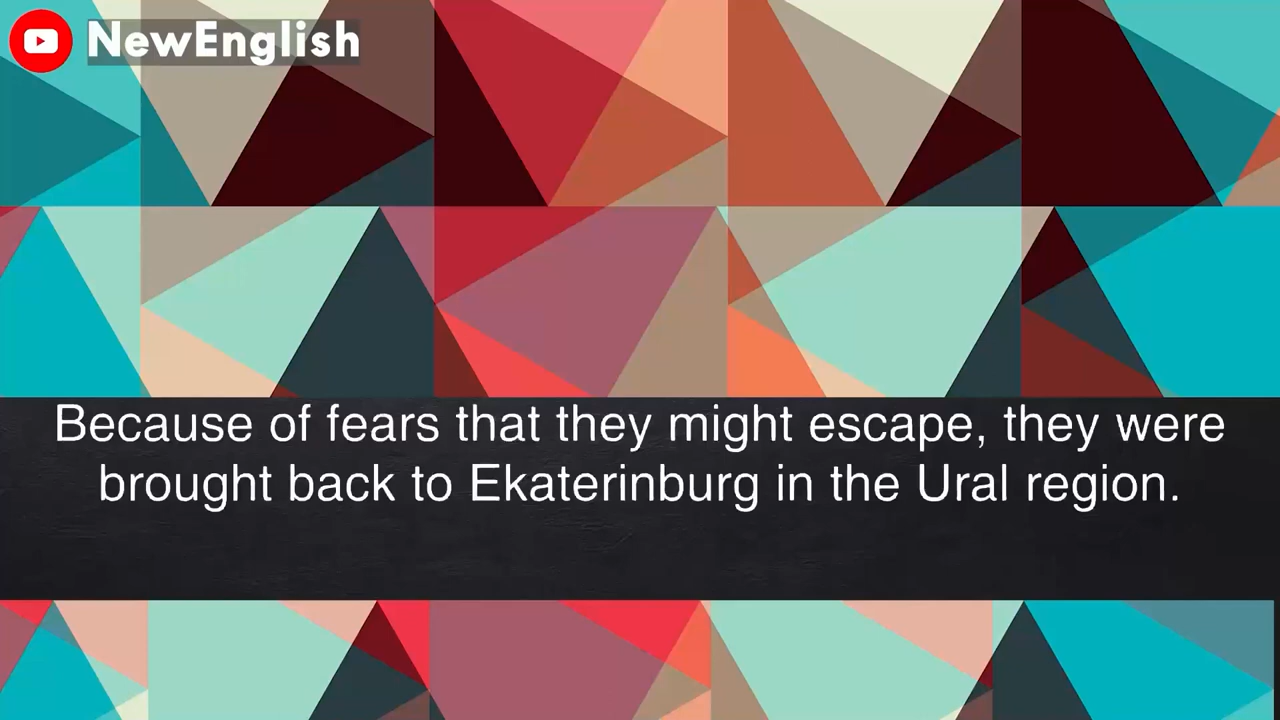 NewEnglish
Because of fears that they might escape, they were
brought back to Ekaterinburg in the Ural region.